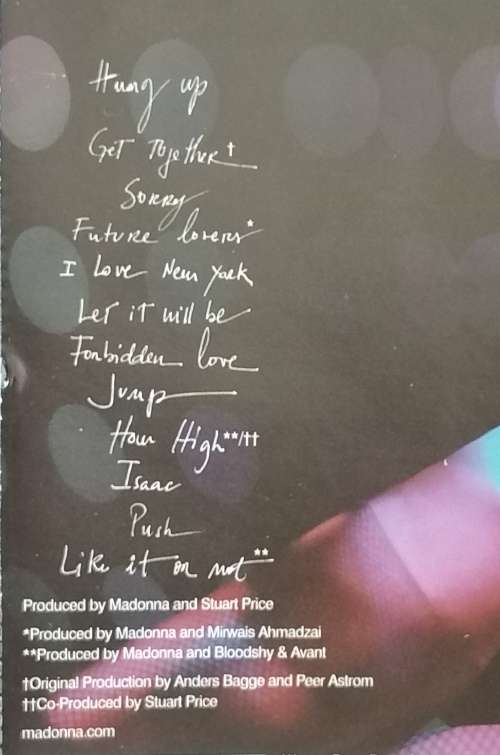 Hung up
Get Together†
Sorry
Future lovers*
I Love New York
Let it will be
Forbidden love
Jump
How High**/††
Isaac
Push
Like it or not**
Produced by Madonna and Stuart Price
*Produced by Madonna and Mirwais Ahmadzai
**Produced by Madonna and Bloodshy & Avant
†Original Production by Anders Bagge and Peer Astrom
††Co-Produced by Stuart Price
madonna.com